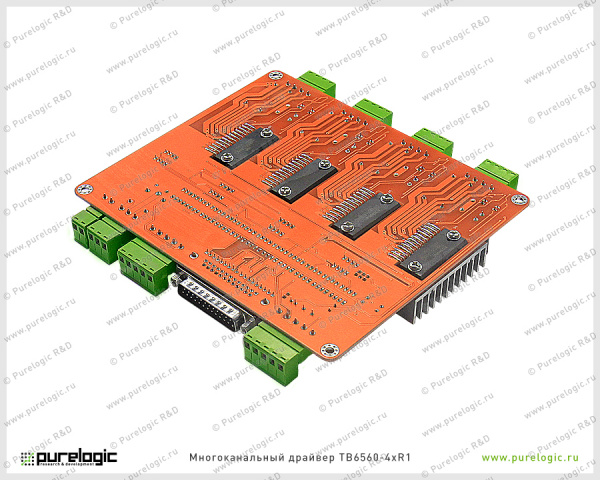 © Purelogic R&D
www.purelogic.ru
purelogic
research & development
Многоканальный драйвер TB6560-4xR1
www.purelogic.ru